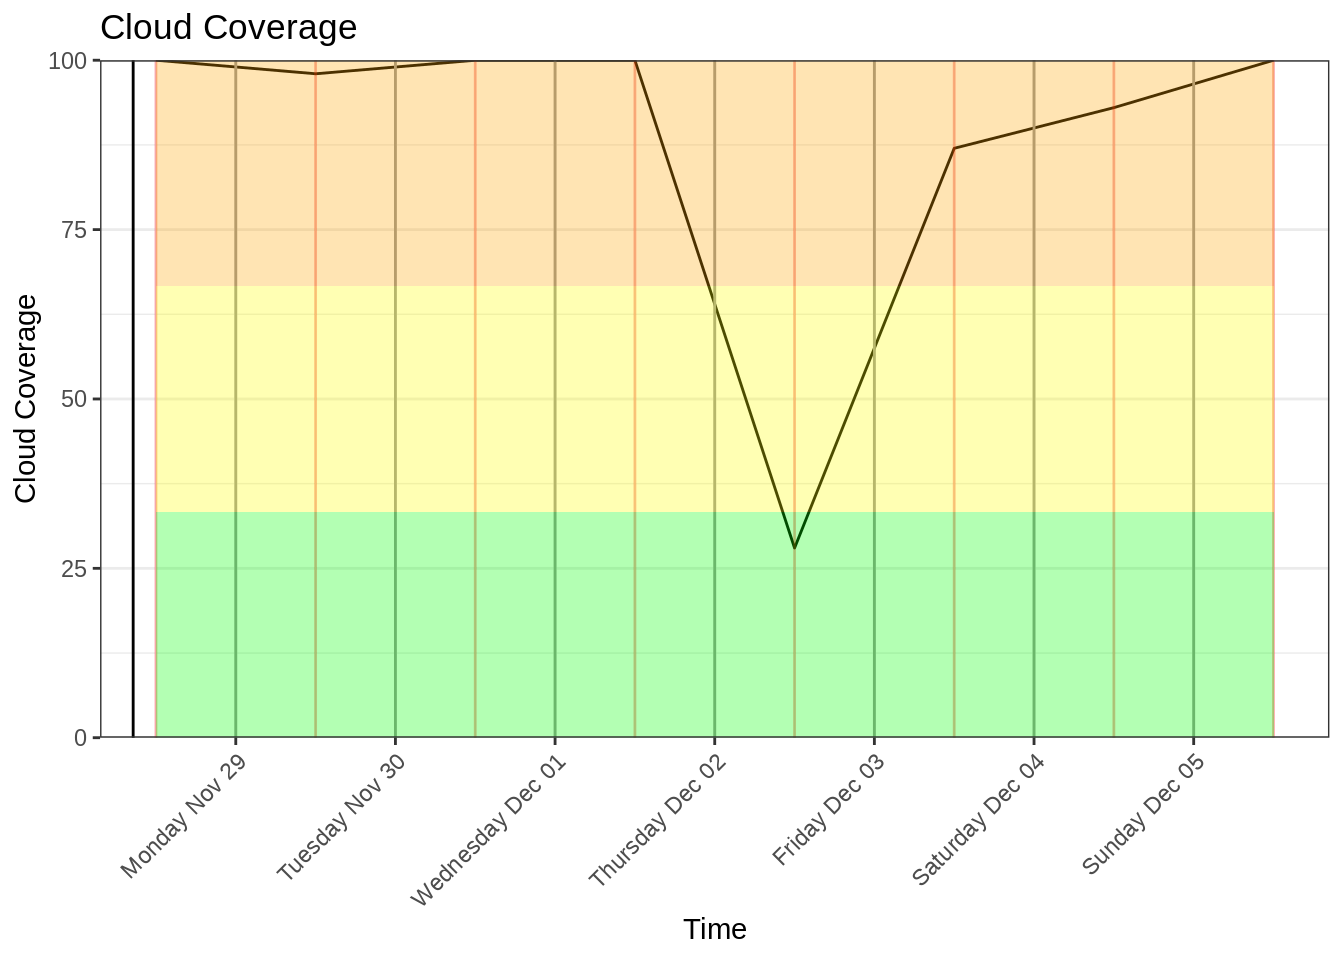 Cloud Coverage
100
75
50
25
0
Cloud Coverage
Monday Nov 29
Tuesday Nov 30
Wednesday Dec 01
Thursday Dec 02
Friday Dec 03
Saturday Dec 04
Sunday Dec 05
Time